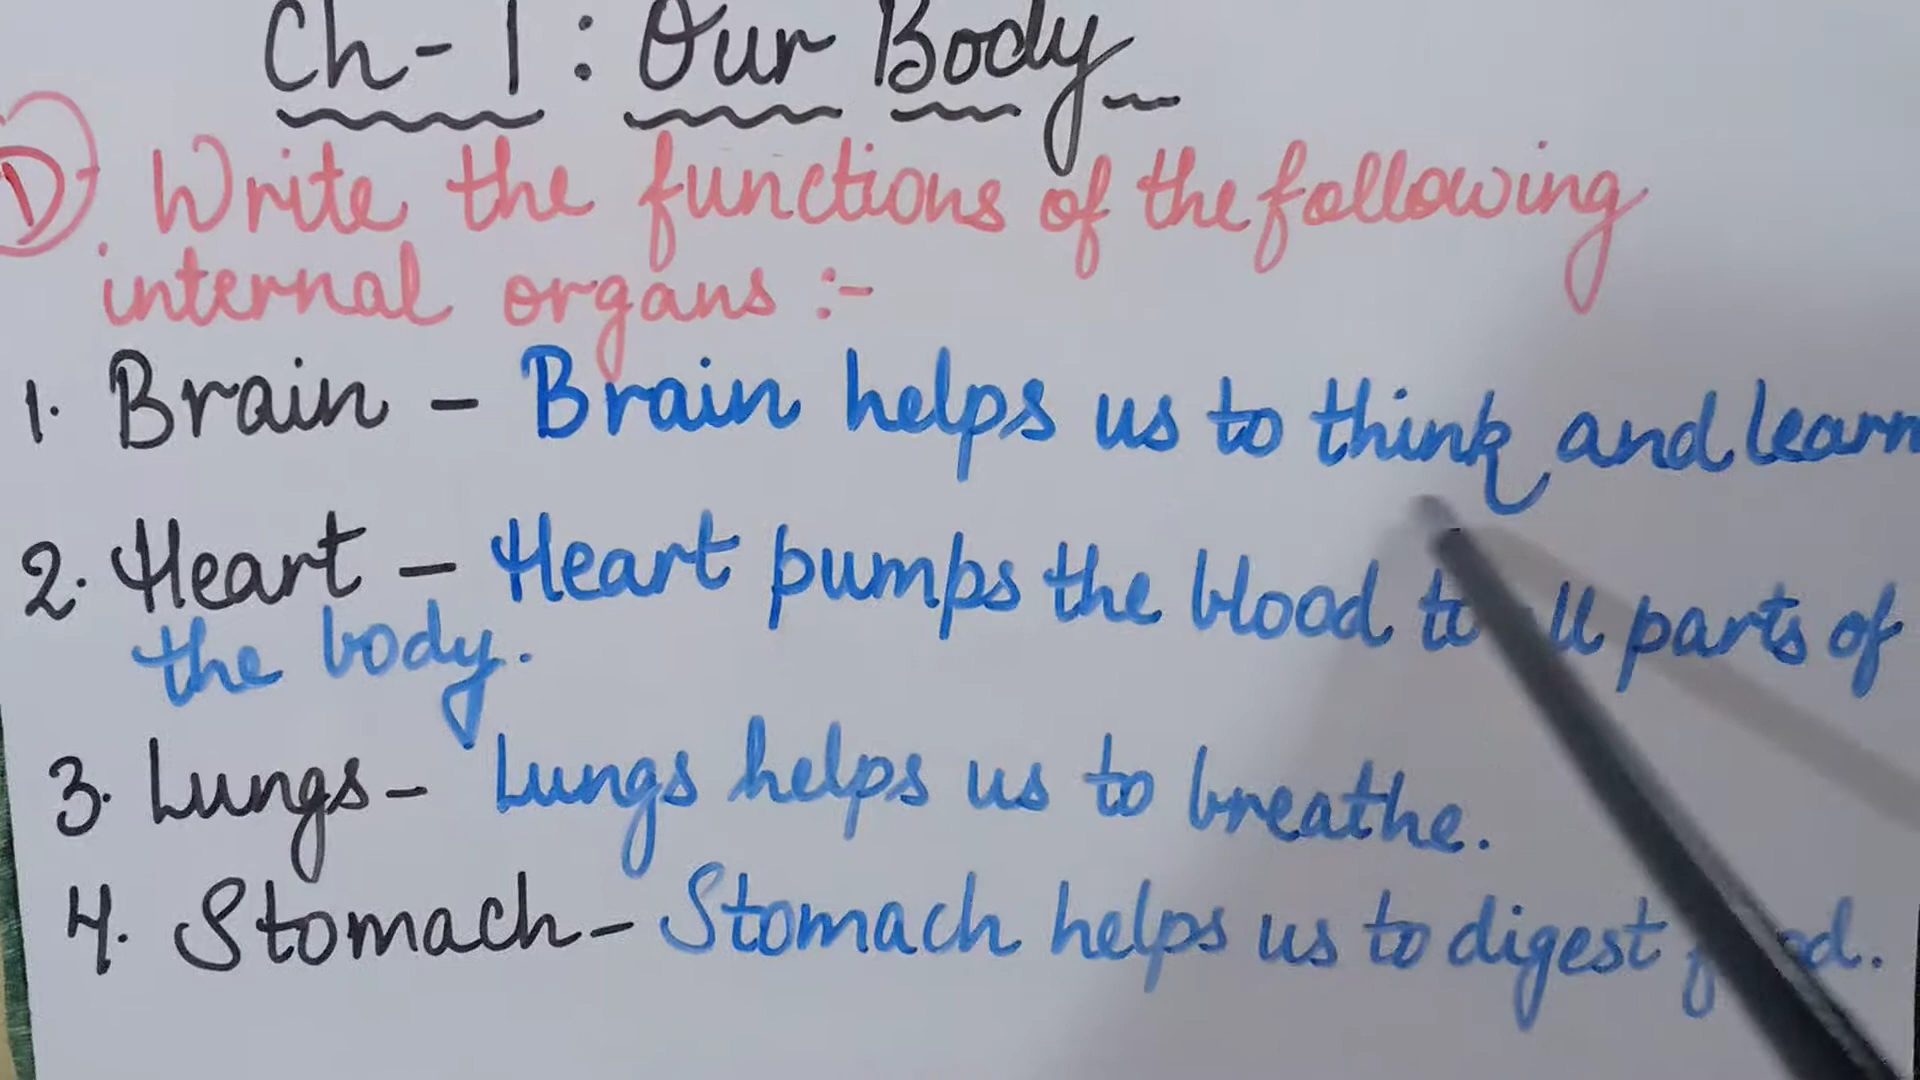 Ch-1: Our Body
D Write the functions of the following
internal organs :-
1. Brain - Brain helps us to think and learn
2. Heart - Heart pumps the blood parts of
the body.
3. Lungs- Lungs helps us to breathe.
4. Stomach- Stomach helps us to digest